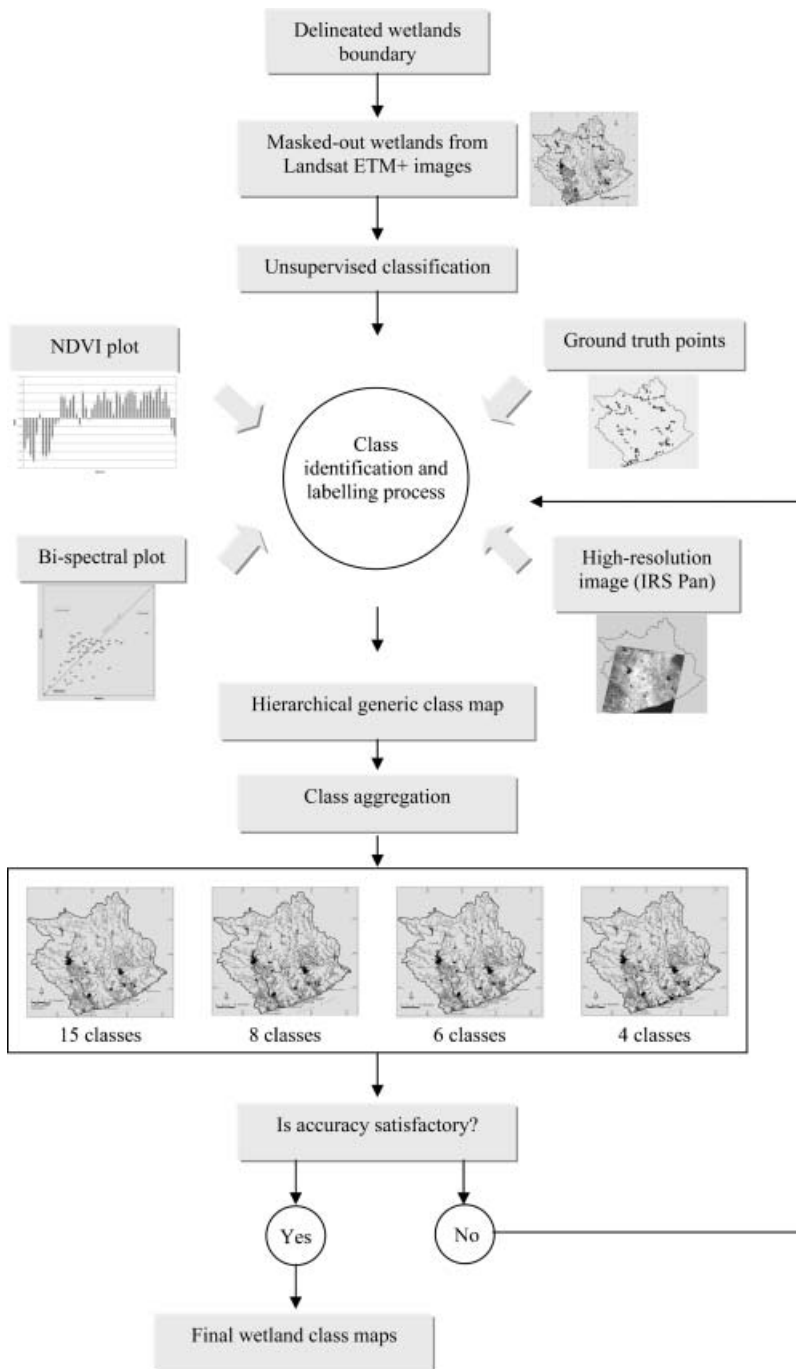 Delineated wetlands
boundary
Masked-out wetlands from
Landsat ETM+ images
Unsupervised classification
NDVI plot
Ground truth points
Class
identification and
labelling process
Bi-spectral plot
High-resolution
image (IRS Pan)
Hierarchical generic class map
Class aggregation
15 classes
8 classes
6 classes
4 classes
Is accuracy satisfactory?
Yes
No
Final wetland class maps